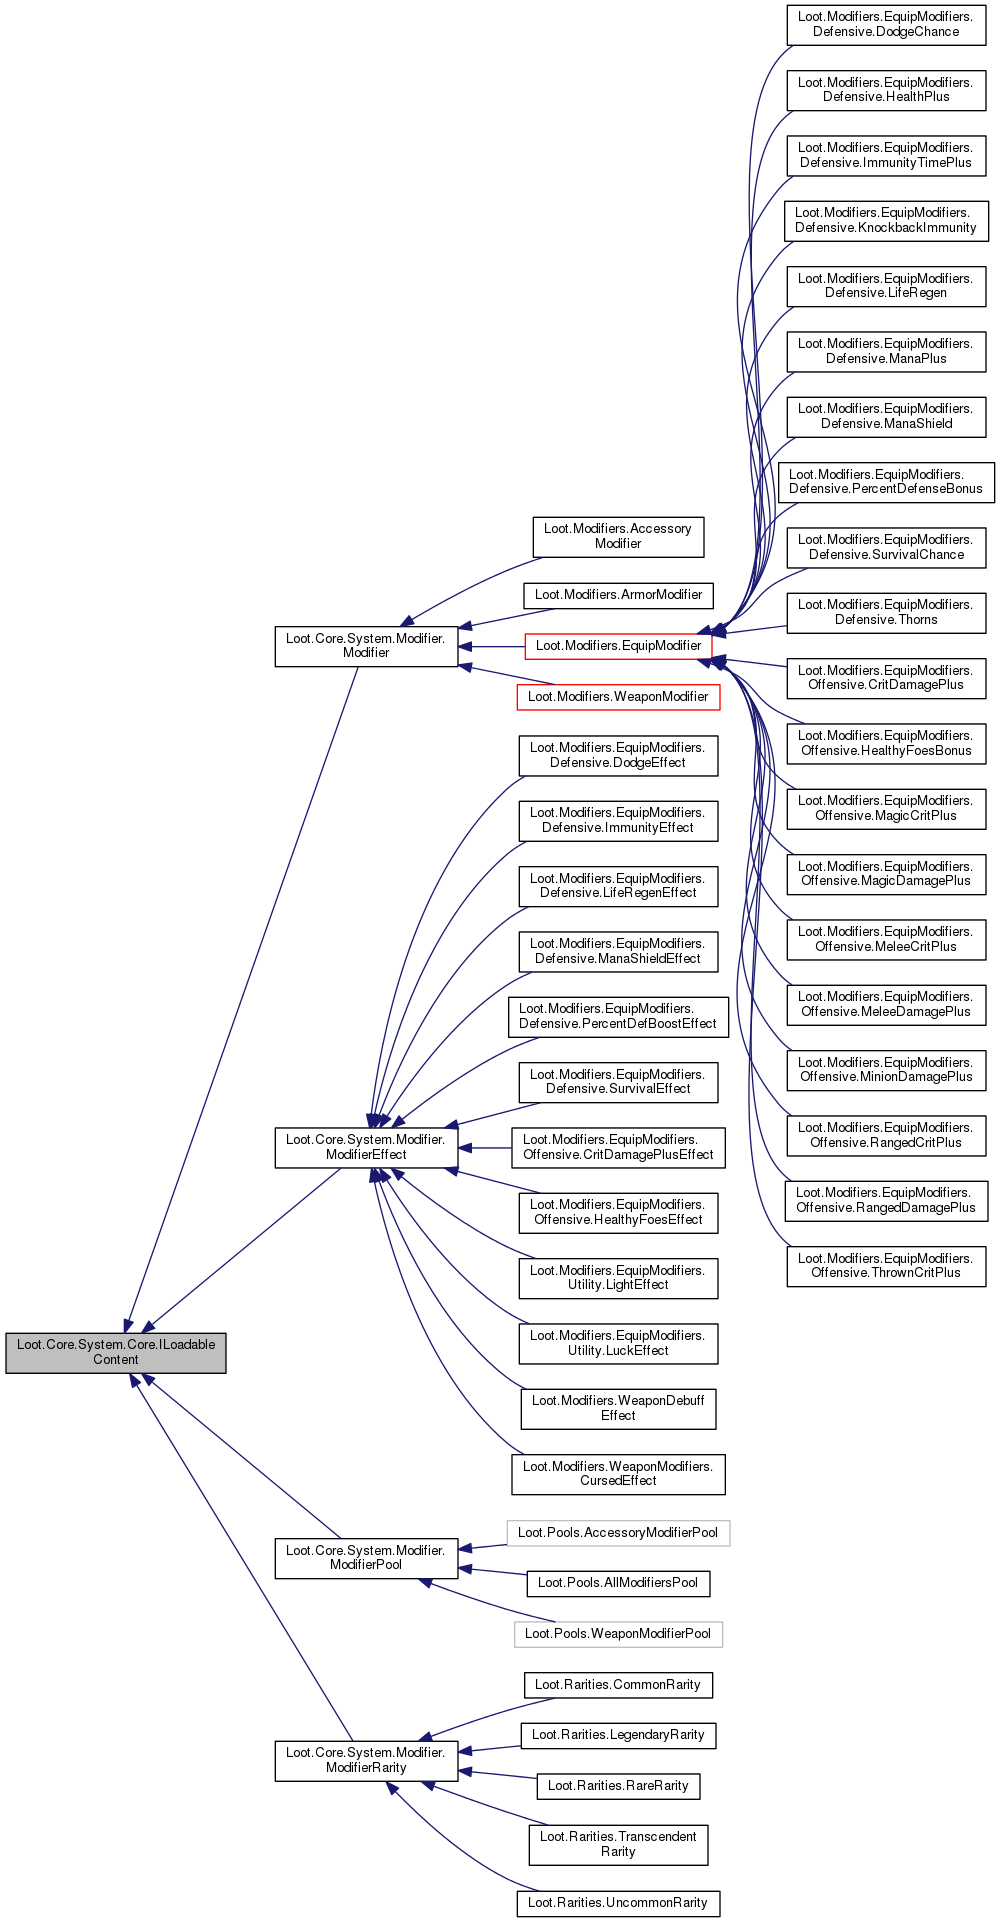 Loot.Modifiers.EquipModifiers.
Defensive.DodgeChance
Loot.Modifiers.EquipModifiers.
Defensive.HealthPlus
Loot.Modifiers.EquipModifiers.
Defensive.ImmunityTimePlus
Loot.Modifiers.EquipModifiers.
Defensive.KnockbackImmunity
Loot.Modifiers.EquipModifiers.
Defensive.LifeRegen
Loot.Modifiers.EquipModifiers.
Defensive.ManaPlus
Loot.Modifiers.EquipModifiers.
Defensive.ManaShield
Loot.Modifiers.EquipModifiers.
Defensive.PercentDefenseBonus
Loot.Modifiers.EquipModifiers.
Defensive.SurvivalChance
Loot.Modifiers.EquipModifiers.
Defensive.Thorns
Loot.Modifiers.EquipModifiers.
Offensive.CritDamagePlus
Loot.Modifiers.EquipModifiers.
Offensive.HealthyFoesBonus
Loot.Modifiers.EquipModifiers.
Offensive.MagicCritPlus
Loot.Modifiers.EquipModifiers.
Offensive.MagicDamagePlus
Loot.Modifiers.EquipModifiers.
Offensive.MeleeCritPlus
Loot.Modifiers.EquipModifiers.
Offensive.MeleeDamagePlus
Loot.Modifiers.EquipModifiers.
Offensive.MinionDamagePlus
Loot.Modifiers.EquipModifiers.
Offensive.RangedCritPlus
Loot.Modifiers.EquipModifiers.
Offensive.RangedDamagePlus
Loot.Modifiers.EquipModifiers.
Offensive.ThrownCritPlus
Loot.Modifiers.Accessory
Modifier
Loot.Modifiers.ArmorModifier
Loot.Modifiers.EquipModifier
Loot.Modifiers.WeaponModifier
Loot.Core.System.Modifier.
Modifier
Loot.Modifiers.EquipModifiers.
Defensive.DodgeEffect
Loot.Modifiers.EquipModifiers.
Defensive.ImmunityEffect
Loot.Modifiers.EquipModifiers.
Defensive.LifeRegenEffect
Loot.Modifiers.EquipModifiers.
Defensive.ManaShieldEffect
Loot.Modifiers.EquipModifiers.
Defensive.PercentDefBoostEffect
Loot.Modifiers.EquipModifiers.
Defensive.SurvivalEffect
Loot.Modifiers.EquipModifiers.
Offensive.CritDamagePlusEffect
Loot.Modifiers.EquipModifiers.
Offensive.HealthyFoesEffect
Loot.Modifiers.EquipModifiers.
Utility.LightEffect
Loot.Modifiers.EquipModifiers.
Utility.LuckEffect
Loot.Modifiers.WeaponDebuff
Effect
Loot.Modifiers.WeaponModifiers.
CursedEffect
Loot.Core.System.Modifier.
ModifierEffect
Loot.Core.System.Core.ILoadable
Content
Loot.Core.System.Modifier.
ModifierPool
Loot.Pools.AccessoryModifierPool
Loot.Pools.AllModifiersPool
Loot.Pools.WeaponModifierPool
Loot.Core.System.Modifier.
ModifierRarity
Loot.Rarities.CommonRarity
Loot.Rarities.LegendaryRarity
Loot.Rarities.RareRarity
Loot.Rarities.Transcendent
Rarity
Loot.Rarities.UncommonRarity